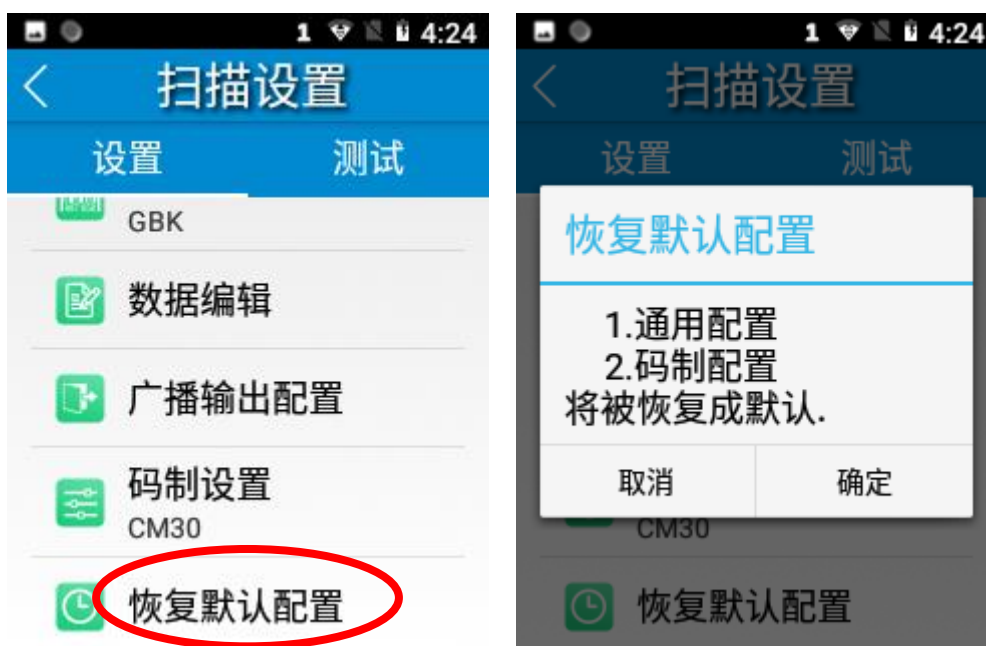 1 4:24
扫描设置
设置 测试
GBK
数据编辑
广播输出配置
码制设置
CM30
恢复默认配置
1 4:24
扫描设置
设置 测试
恢复默认配置
1.通用配置
2.码制配置
将被恢复成默认.
取消 确定
CM30
恢复默认配置